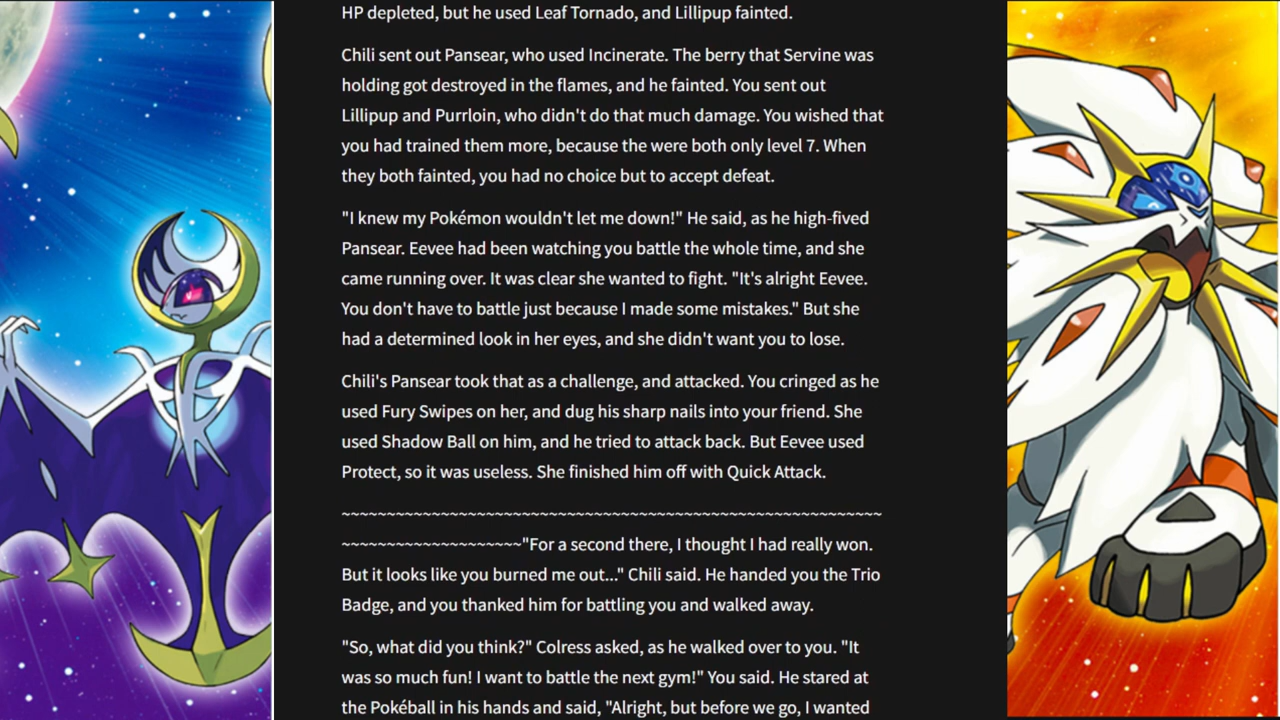 HP depleted, but he used Leaf Tornado, and Lillipup fainted.
Chili sent out Pansear, who used Incinerate. The berry that Servine was
holding got destroyed in the flames, and he fainted. You sent out
Lillipup and Purrloin, who didn't do that much damage. You wished that
you had trained them more, because the were both only level 7. When
they both fainted, you had no choice but to accept defeat.
"I knew my Pokémon wouldn't let me down!" He said, as he high-fived
Pansear. Eevee had been watching you battle the whole time, and she
came running over. It was clear she wanted to fight. "It's alright Eevee.
You don't have to battle just because I made some mistakes." But she
had a determined look in her eyes, and she didn't want you to lose.
Chili's Pansear took that as a challenge, and attacked. You cringed as he
used Fury Swipes on her, and dug his sharp nails into your friend. She
used Shadow Ball on him, and he tried to attack back. But Eevee used
Protect, so it was useless. She finished him off with Quick Attack.
~~~~~~~~~~~~~~~~~~~~~~~~~~~~~~~~~~~~~~~~~~~~~~~~~~~~~~~~~~~~
~~~~~~~~~~~~~~~~~~~~"For a second there, I thought I had really won.
But it looks like you burned me out..." Chili said. He handed you the Trio
Badge, and you thanked him for battling you and walked away.
"So, what did you think?" Colress asked, as he walked over to you. "It
was so much fun! I want to battle the next gym!" You said. He stared at
the Pokéball in his hands and said, "Alright, but before we go, I wanted